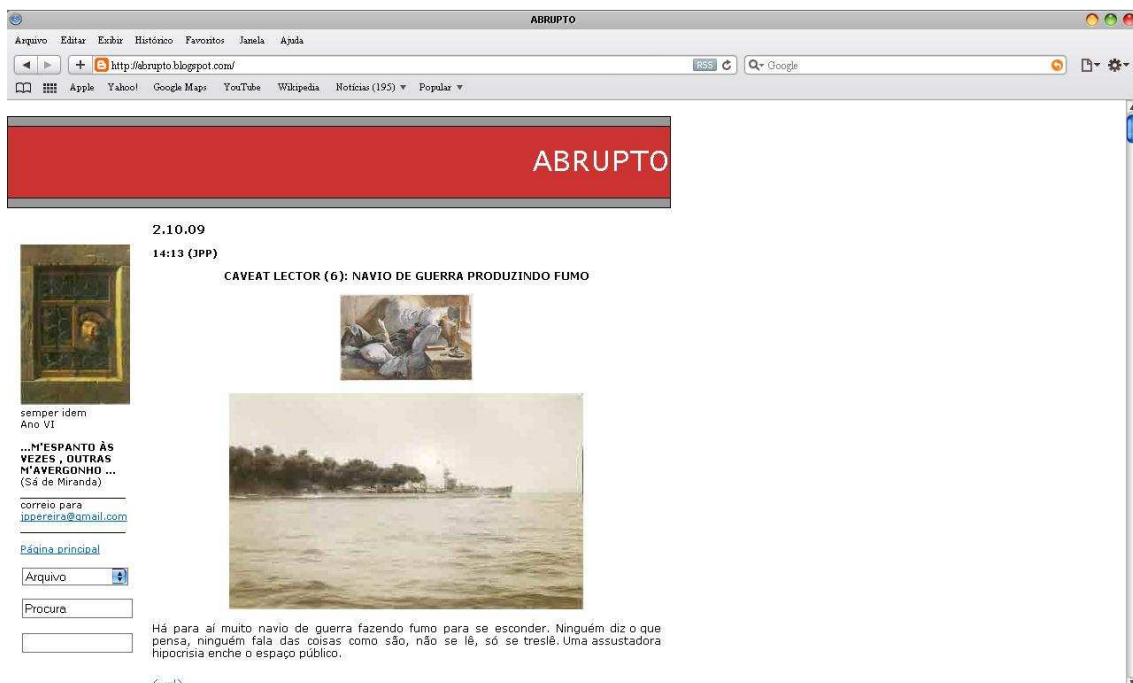 ABRUPTO
Arquivo Editar Exibir Histórico Favoritos Janela Ajuda
http://abrupto.blogspot.com/ RSS Google
Apple Yahoo! Google Maps YouTube Wikipedia Notícias (195) Popular
ABRUPTO
2.10.09
14:13 (JPP)
CAVEAT LECTOR (6): NAVIO DE GUERRA PRODUZINDO FUMO
semper idem
Ano VI
...M'ESPANTO ÀS
VEZES , OUTRAS
M'AVERGONHO ...
(Sá de Miranda)
correio para
jppereira@gmail.com
Página principal
Arquivo
Procura
Há para aí muito navio de guerra fazendo fumo para se esconder. Ninguém diz o que
pensa, ninguém fala das coisas como são, não se lê, só se treslê. Uma assustadora
hipocrisia enche o espaço público.